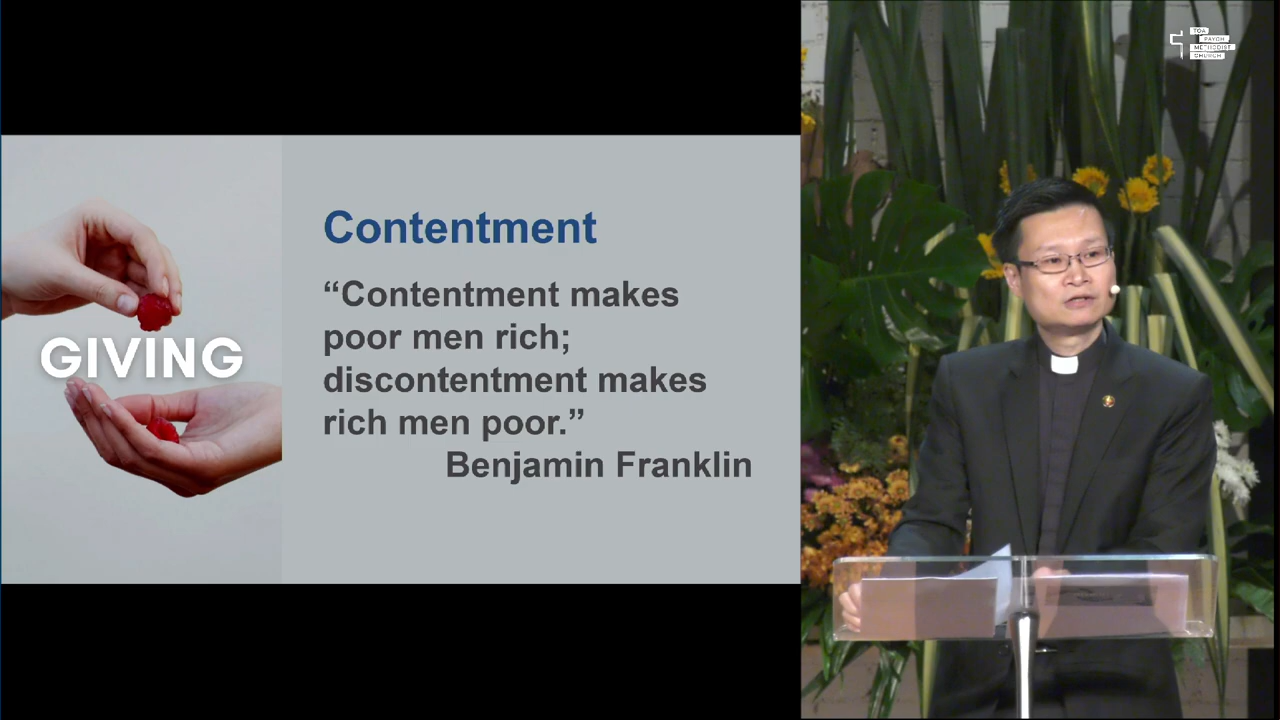 TOA
PAYOH
METHODIST
CHURCH
Contentment
“Contentment makes
poor men rich;
discontentment makes
rich men poor.”
Benjamin Franklin
GIVING